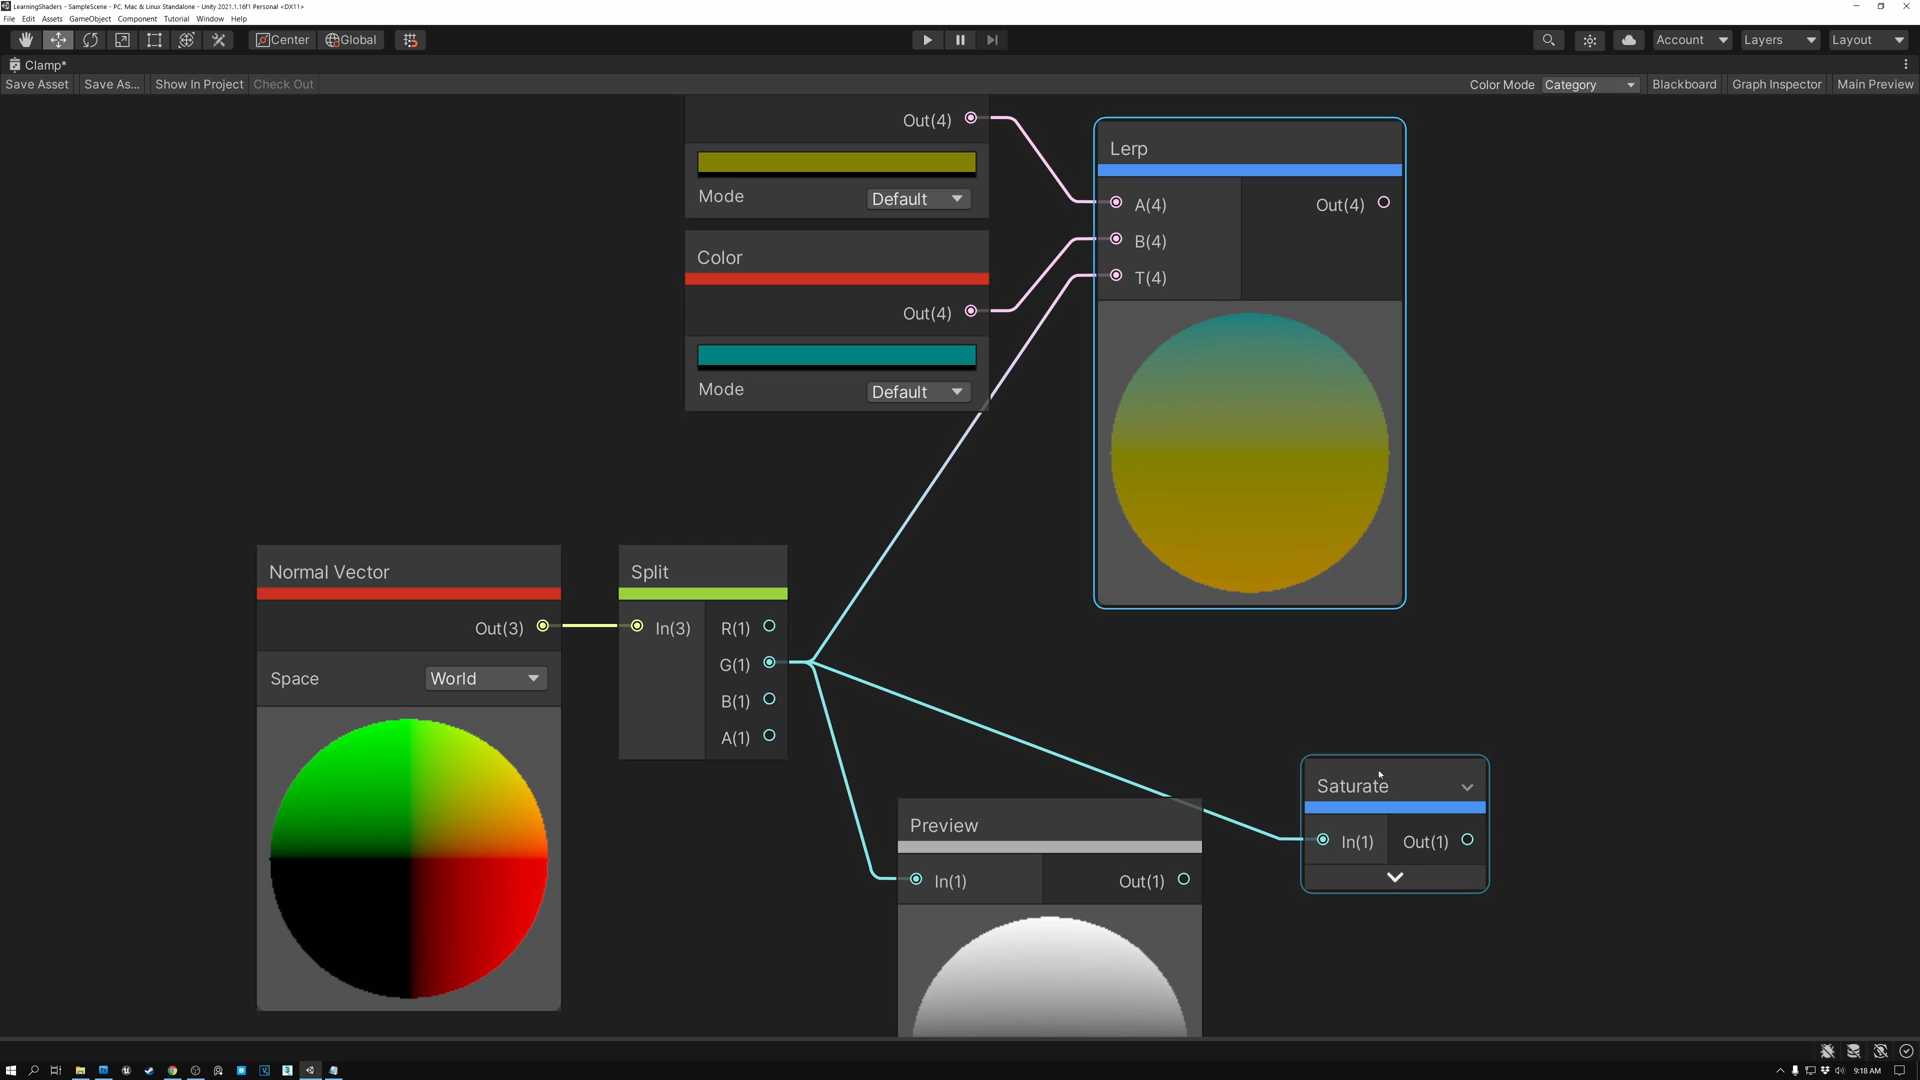 LearningShaders - SampleScene - PC, Mac & Linux Standalone - Unity 2021.1.16f1 Personal <DX11>
File Edit Assets GameObject Component Tutorial Window Help
Center Global Account Layers Layout
Clamp*
Save Asset Save As... Show In Project Check Out Color Mode Category Blackboard Graph Inspector Main Preview
Out(4)
Mode Default
Color
Out(4)
Mode Default
Lerp
A(4) Out(4)
B(4)
T(4)
Normal Vector
Out(3)
Space World
Split
In(3) R(1)
G(1)
B(1)
A(1)
Preview
In(1) Out(1)
Saturate
In(1) Out(1)
9:18 AM